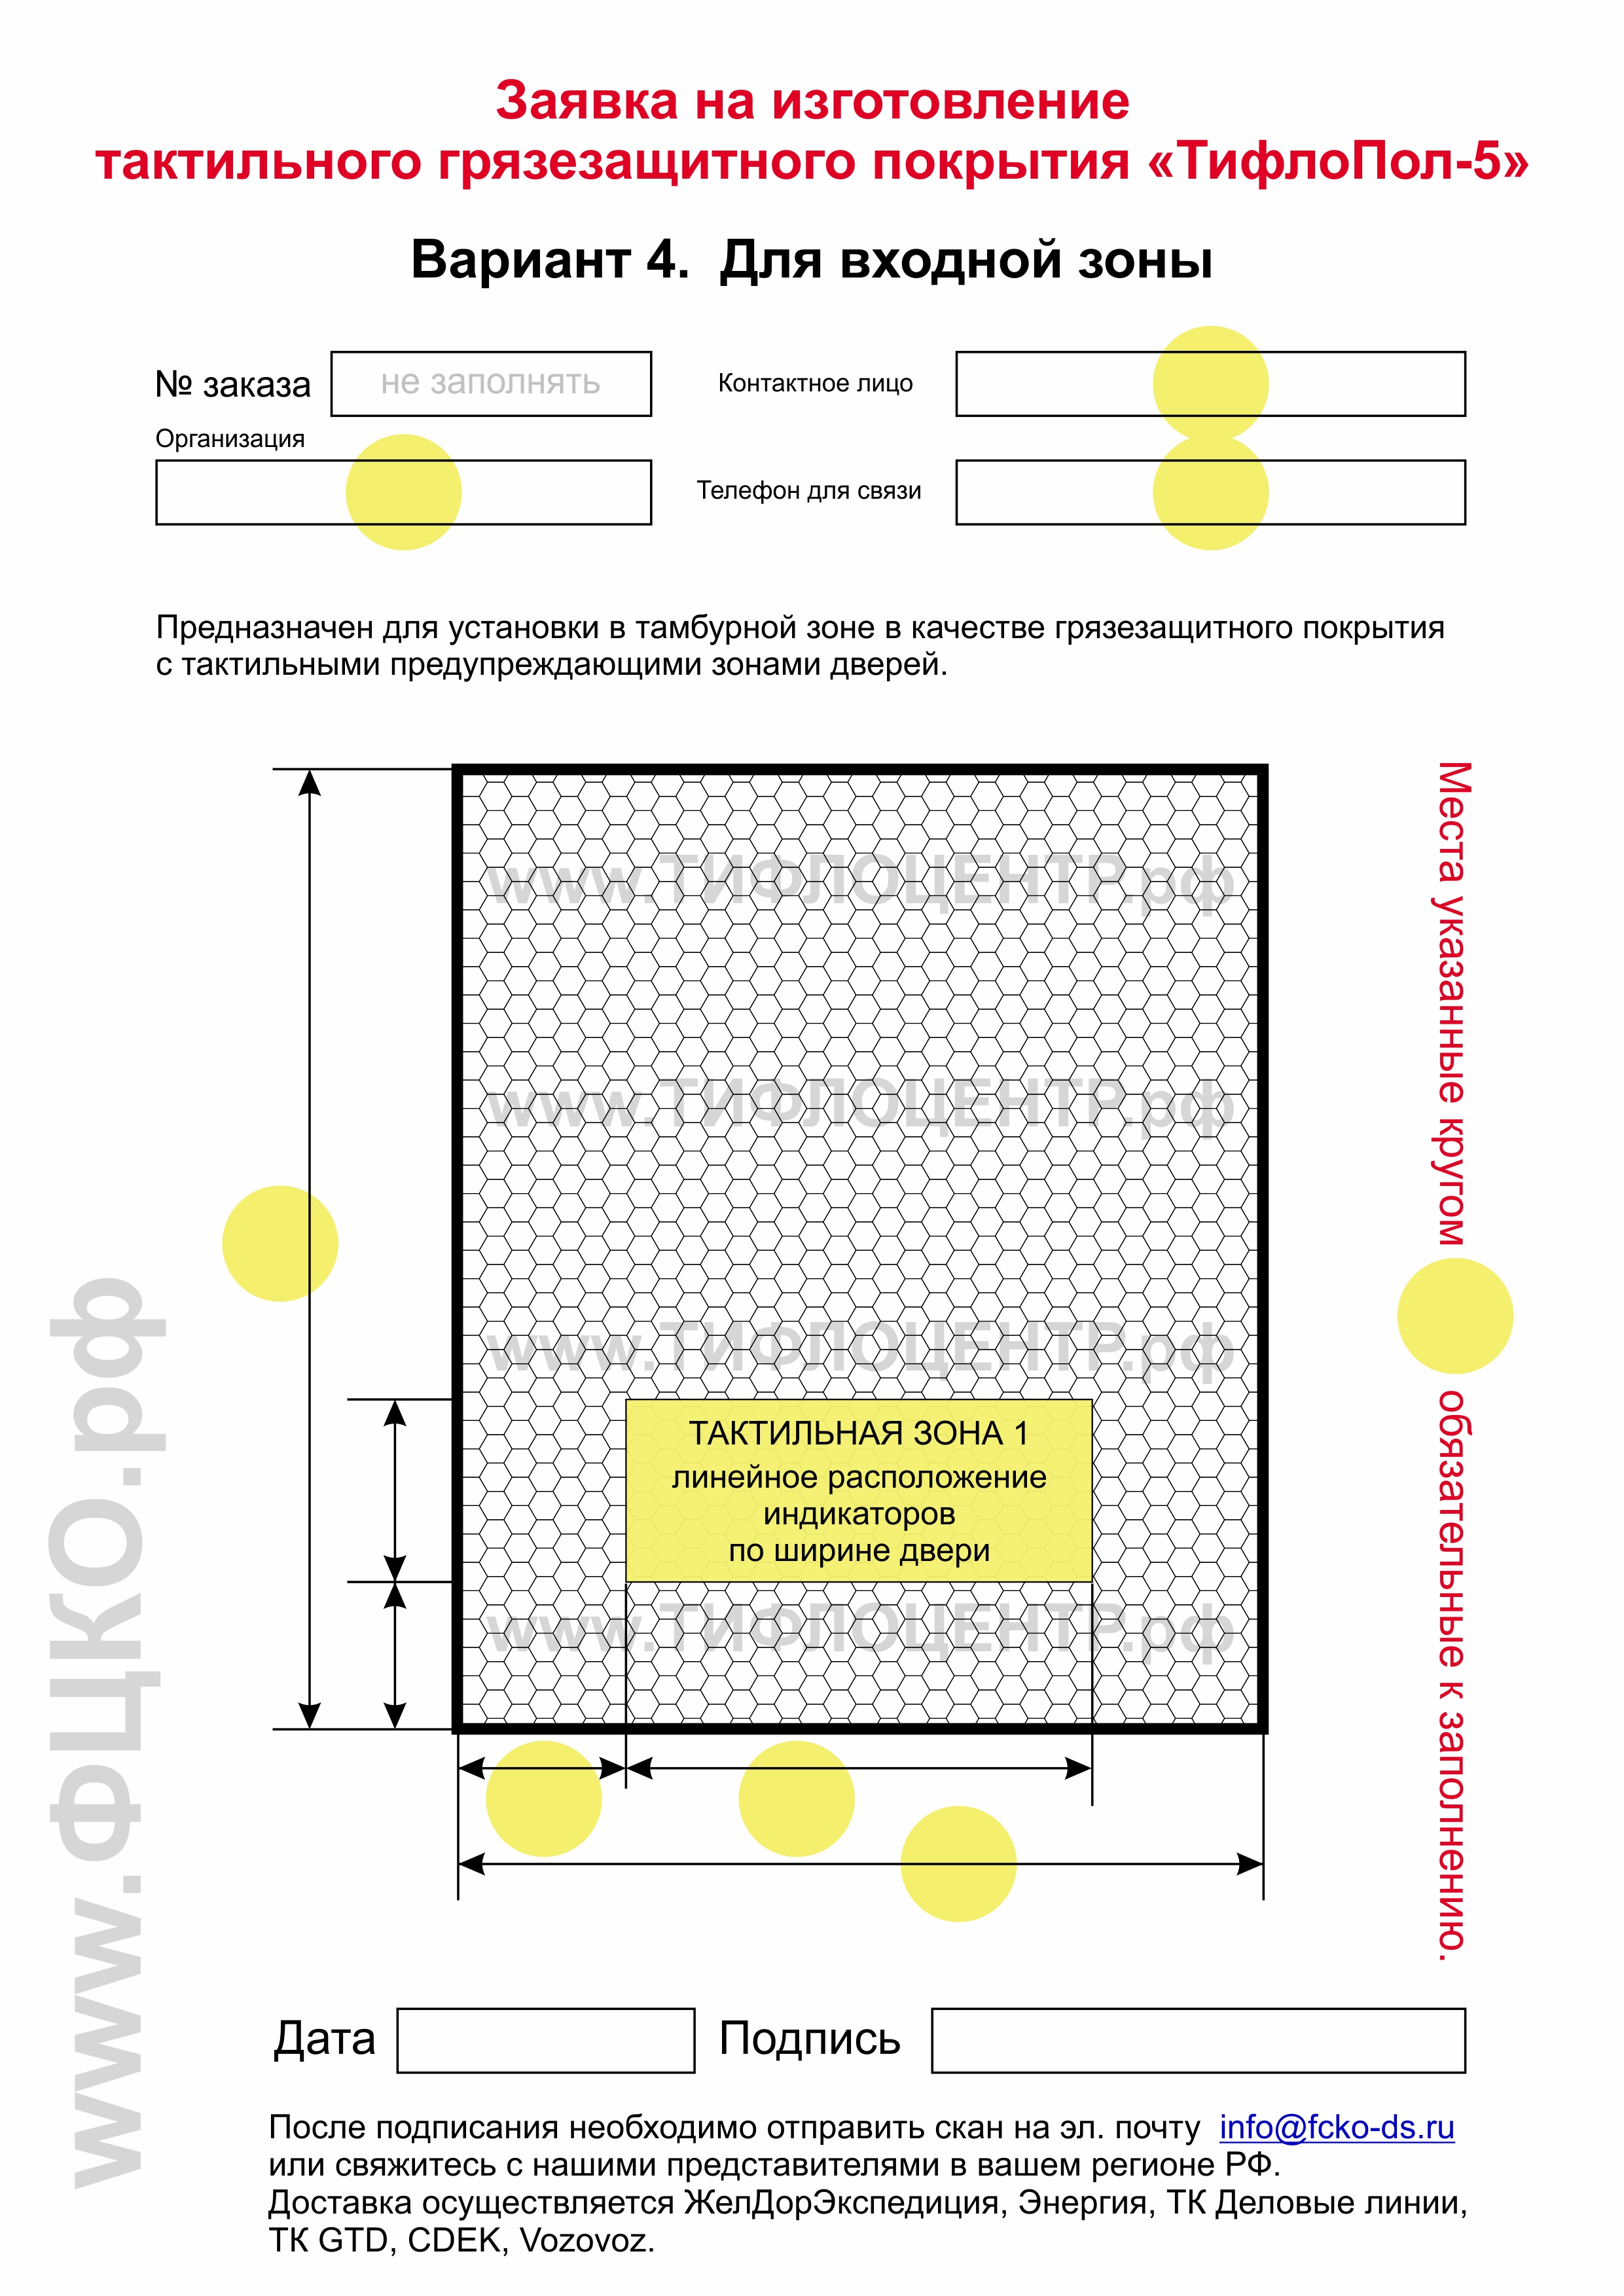 Заявка на изготовление
тактильного грязезащитного покрытия «ТифлоПол-5»
Вариант 4. Для входной зоны
№ заказа
не заполнять
Контактное лицо
Организация
Телефон для связи
Предназначен для установки в тамбурной зоне в качестве грязезащитного покрытия
с тактильными предупреждающими зонами дверей.
www.ТИФЛОЦЕНТР.рф
www.ТИФЛОЦЕНТР.рф
www.ТИФЛОЦЕНТР.рф
ТАКТИЛЬНАЯ ЗОНА 1
линейное расположение
индикаторов
по ширине двери
www.ТИФЛОЦЕНТР.рф
Места указанные кругом обязательные к заполнению.
www.ФЦКО.рф
Дата
Подпись
После подписания необходимо отправить скан на эл. почту info@fcko-ds.ru
или свяжитесь с нашими представителями в вашем регионе РФ.
Доставка осуществляется ЖелДорЭкспедиция, Энергия, ТК Деловые линии,
ТК GTD, CDEK, Vozovoz.